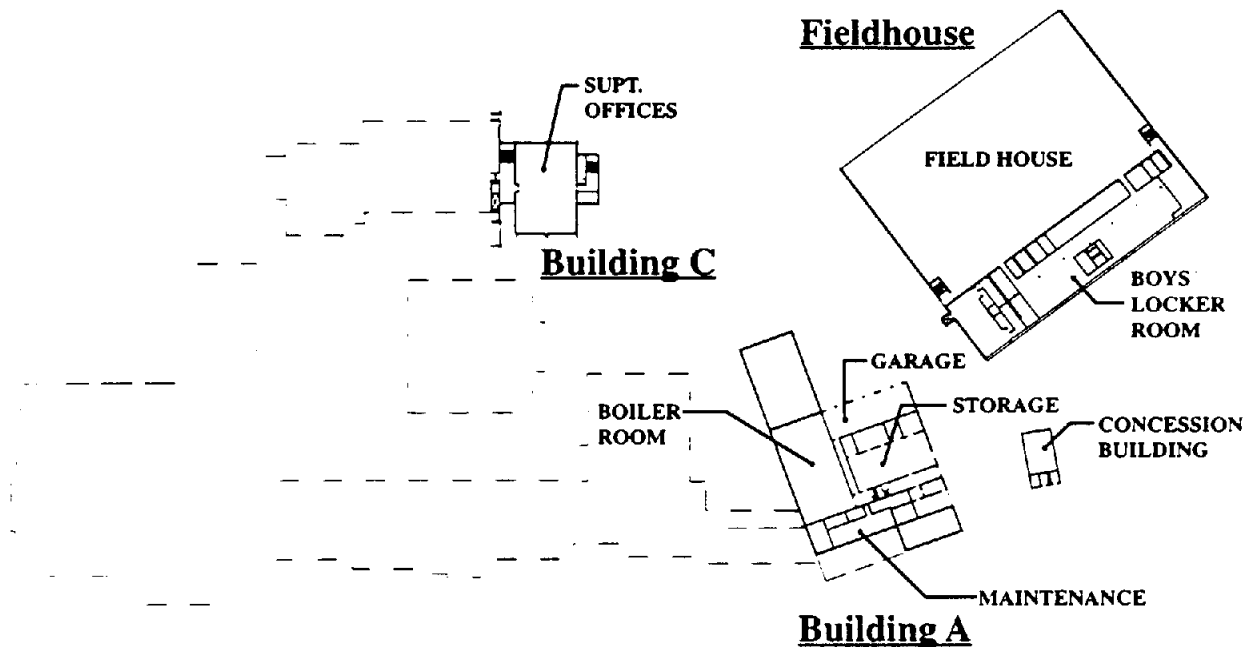 Fieldhouse
SUPT.
OFFICES
FIELD HOUSE
Building C
BOYS
LOCKER
ROOM
GARAGE
BOILER
ROOM
STORAGE
CONCESSION
BUILDING
MAINTENANCE
Building A